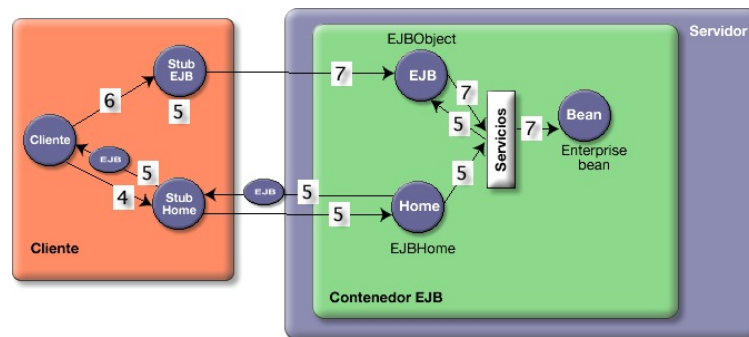 Servidor
EJBObject
Stub
EJB
7
EJB
6
5
7
Bean
Cliente
5
Servicios
7
Enterprise
bean
EJB
5
EJB
5
5
4
Stub
Home
5
Home
Cliente
EJBHome
Contenedor EJB